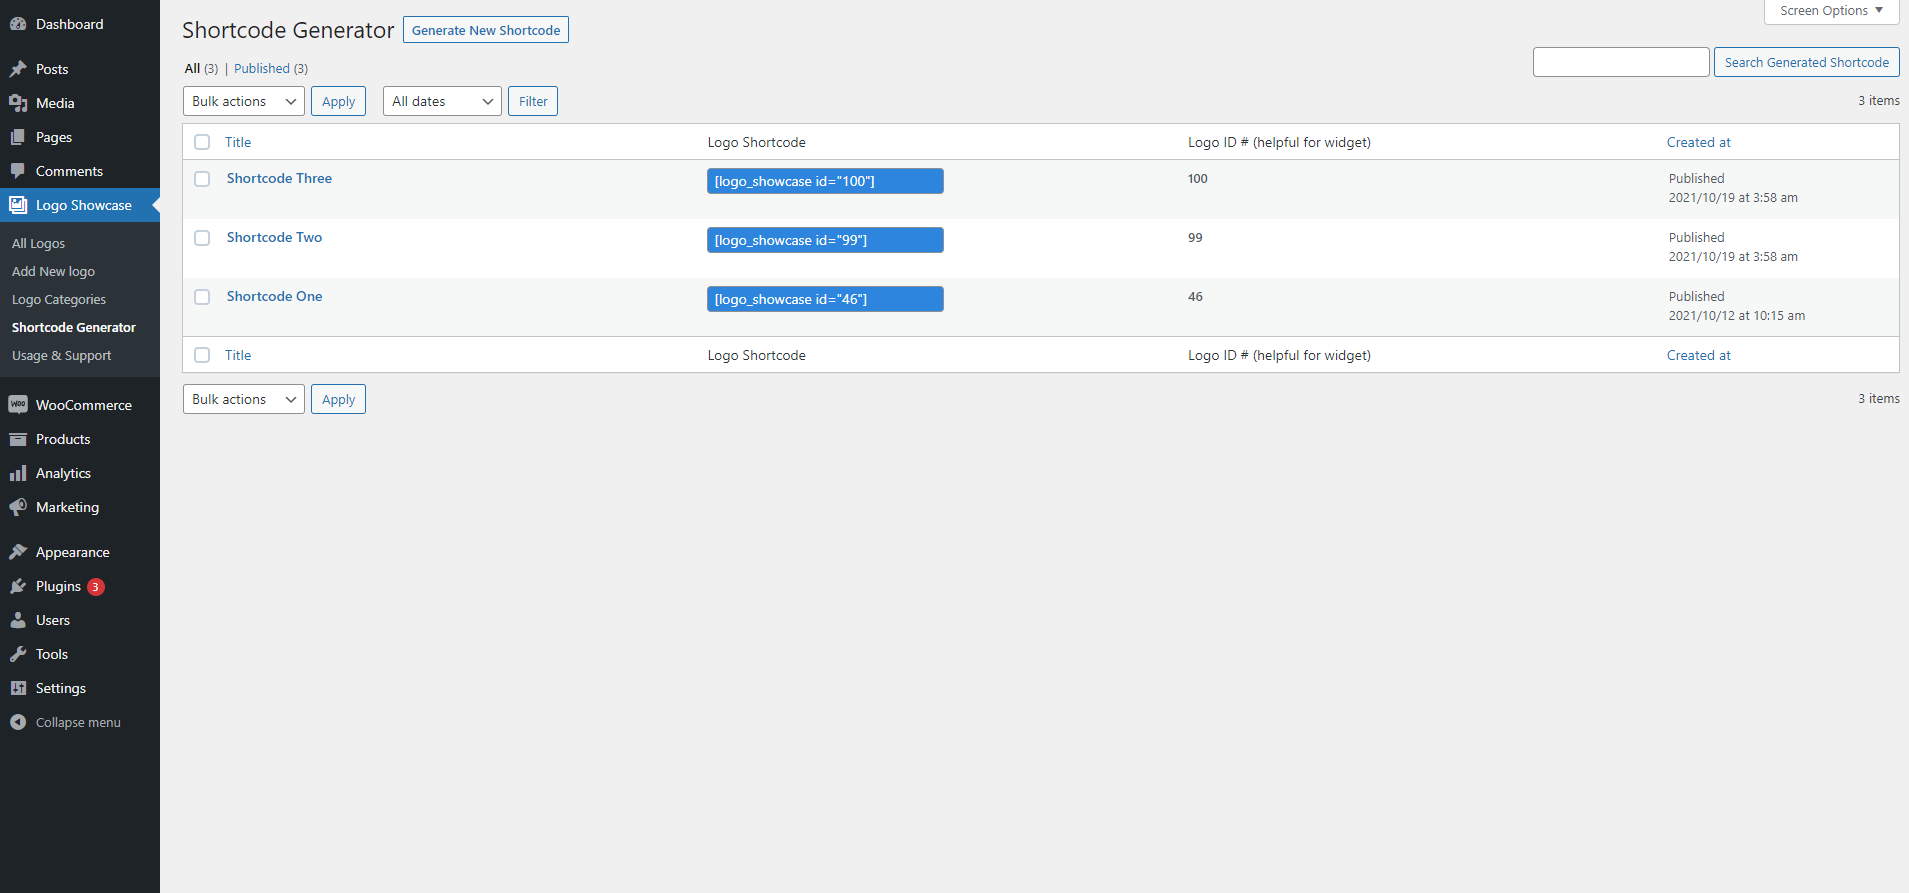 Dashboard
Posts
Media
Pages
Comments
Logo Showcase
All Logos
Add New logo
Logo Categories
Shortcode Generator
Usage & Support
WOO WooCommerce
Products
Analytics
Marketing
Appearance
Plugins 3
Users
Tools
Settings
Collapse menu
Screen Options
Shortcode Generator Generate New Shortcode
All (3) | Published (3)
Search Generated Shortcode
Bulk actions Apply All dates Filter 3 items
Title Logo Shortcode Logo ID # (helpful for widget) Created at
Shortcode Three [logo_showcase id="100"] 100 Published
2021/10/19 at 3:58 am
Shortcode Two [logo_showcase id="99"] 99 Published
2021/10/19 at 3:58 am
Shortcode One [logo_showcase id="46"] 46 Published
2021/10/12 at 10:15 am
Title Logo Shortcode Logo ID # (helpful for widget) Created at
Bulk actions Apply 3 items